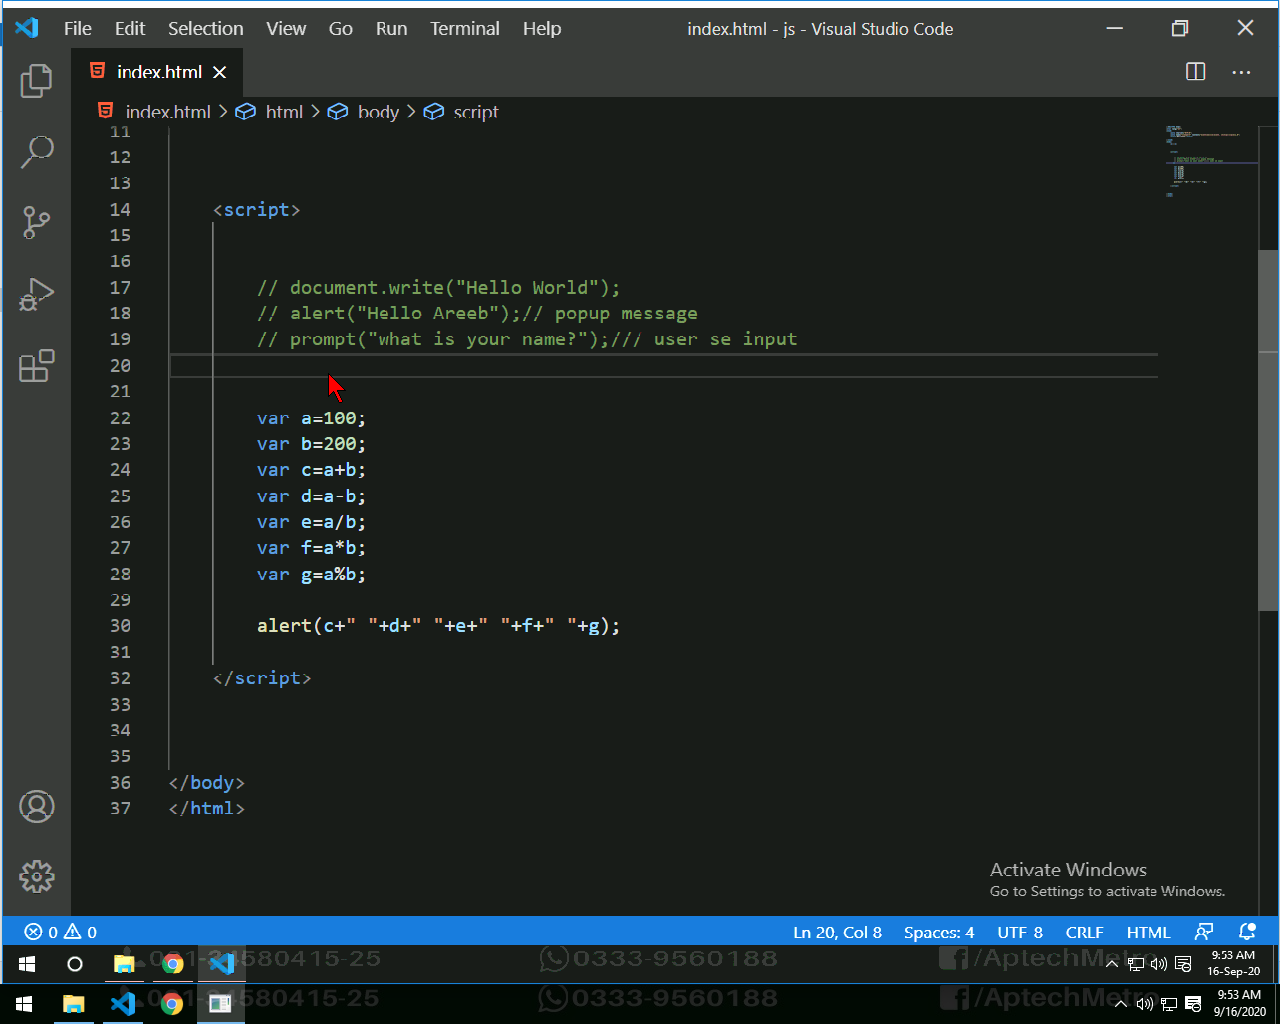 File Edit Selection View Go Run Terminal Help index.html - js - Visual Studio Code
index.html
index.html > html > body > script
11
12
13
14 <script>
15
16
17 // document.write("Hello World");
18 // alert("Hello Areeb");// popup message
19 // prompt("what is your name?");/// user se input
20
21
22 var a=100;
23 var b=200;
24 var c=a+b;
25 var d=a-b;
26 var e=a/b;
27 var f=a*b;
28 var g=a%b;
29
30 alert(c+" "+d+" "+e+" "+f+" "+g);
31
32 </script>
33
34
35
36 </body>
37 </html>
Activate Windows
Go to Settings to activate Windows.
0 0 Ln 20, Col 8 Spaces: 4 UTF 8 CRLF HTML
34580415-25 0333-9560188 /AptechMetro 9:53 AM
16-Sep-20
34580415-25 0333-9560188 /AptechMetro 9:53 AM
9/16/2020